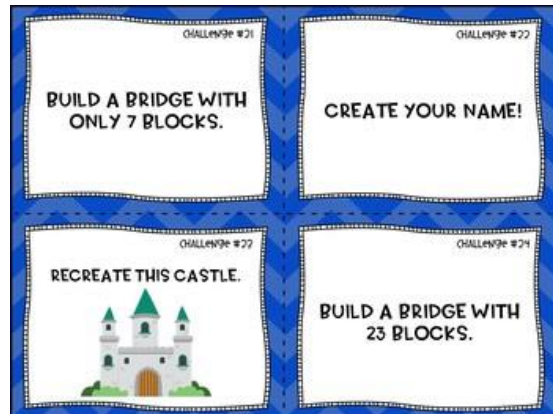 CHALLENGE #21
BUILD A BRIDGE WITH
ONLY 7 BLOCKS.
CHALLENGE #22
CREATE YOUR NAME!
CHALLENGE #23
RECREATE THIS CASTLE.
CHALLENGE #24
BUILD A BRIDGE WITH
23 BLOCKS.